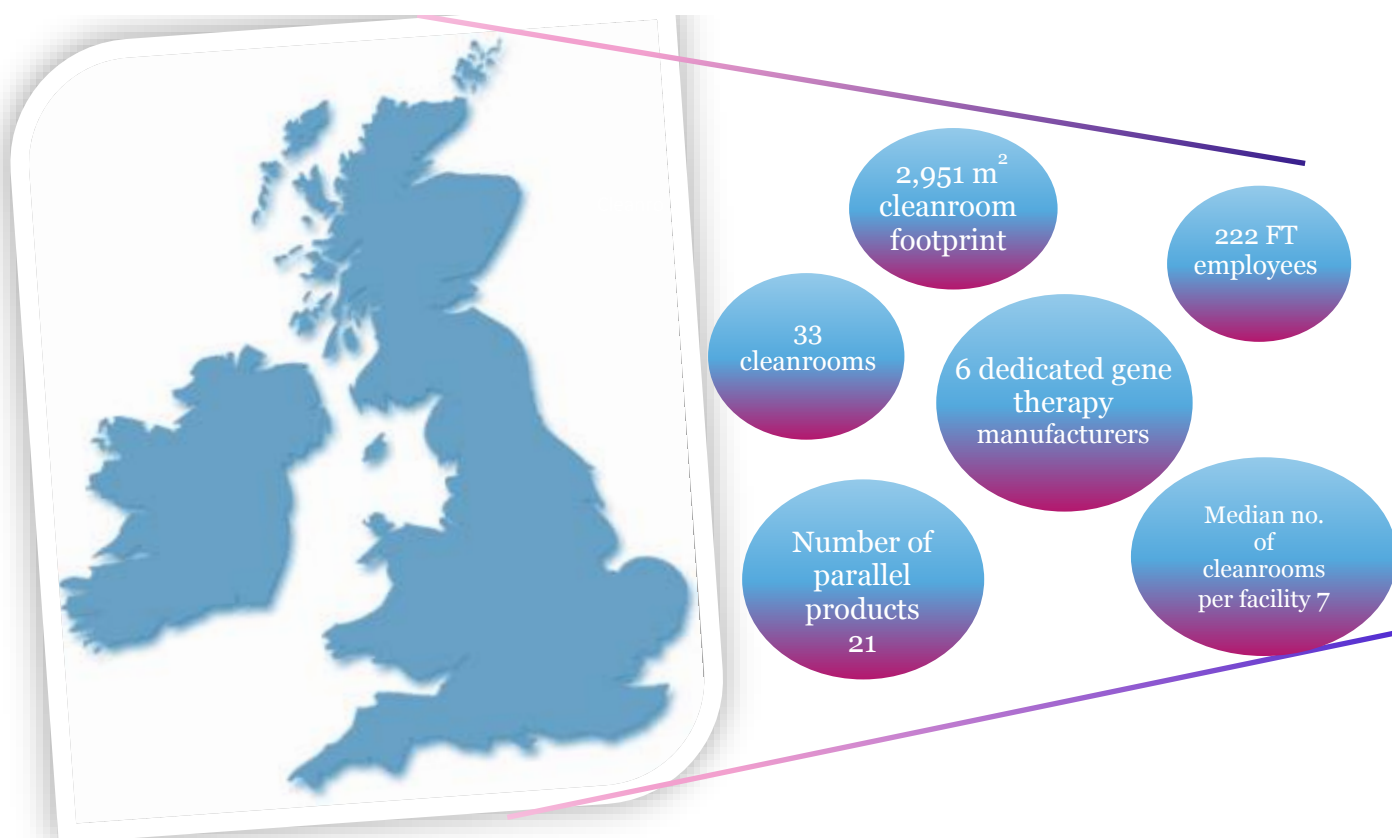 2,951 m²
cleanroom
footprint
222 FT
employees
33
cleanrooms
6 dedicated gene
therapy
manufacturers
Number of
parallel
products
21
Median no.
of
cleanrooms
per facility 7